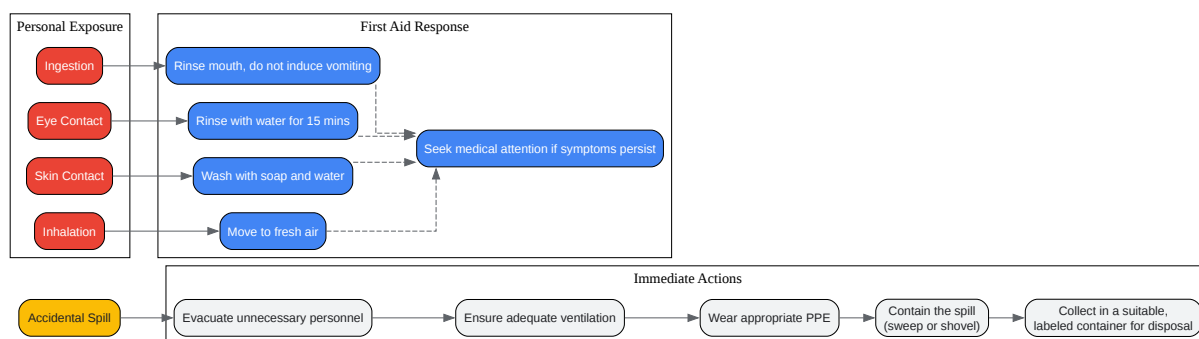 Personal Exposure
First Aid Response
Ingestion
Rinse mouth, do not induce vomiting
Eye Contact
Rinse with water for 15 mins
Seek medical attention if symptoms persist
Skin Contact
Wash with soap and water
Inhalation
Move to fresh air
Immediate Actions
Accidental Spill
Evacuate unnecessary personnel
Ensure adequate ventilation
Wear appropriate PPE
Contain the spill
(sweep or shovel)
Collect in a suitable,
labeled container for disposal